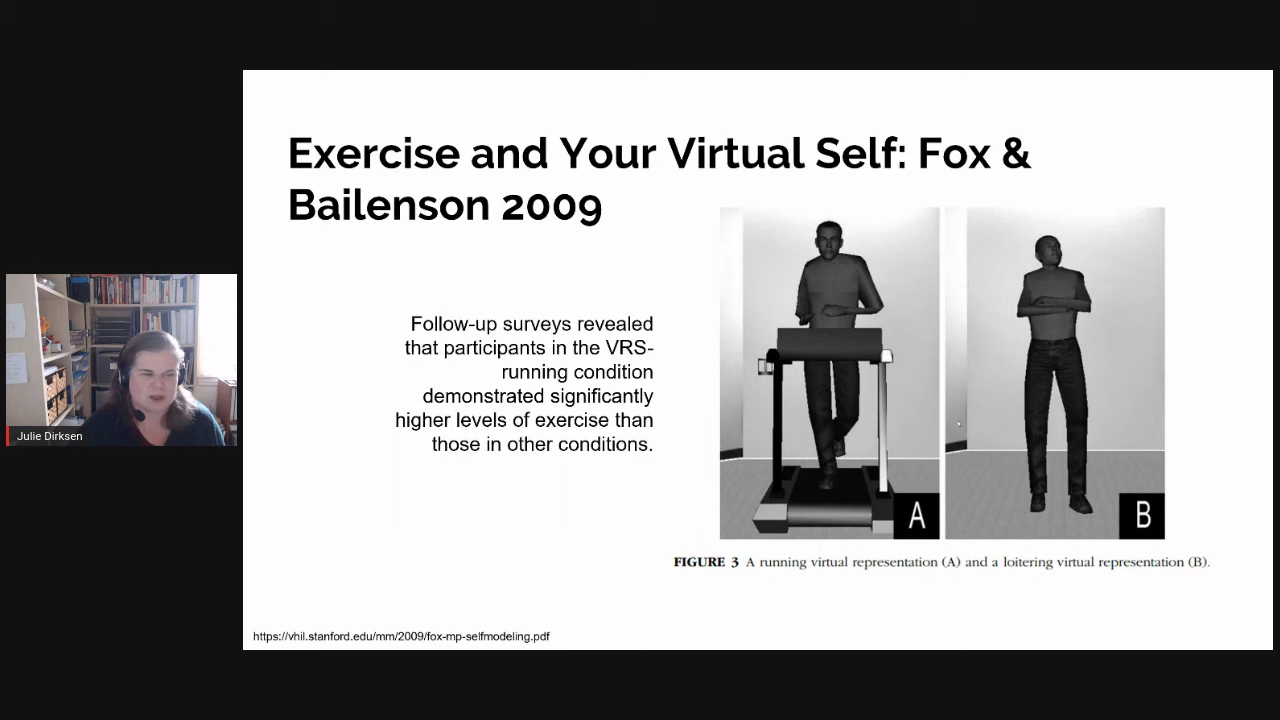 Exercise and Your Virtual Self: Fox &
Bailenson 2009
Follow-up surveys revealed
that participants in the VRS-
running condition
demonstrated significantly
higher levels of exercise than
those in other conditions.
A
B
FIGURE 3 A running virtual representation (A) and a loitering virtual representation (B).
https://vhil.stanford.edu/mm/2009/fox-mp-selfmodeling.pdf
Julie Dirksen